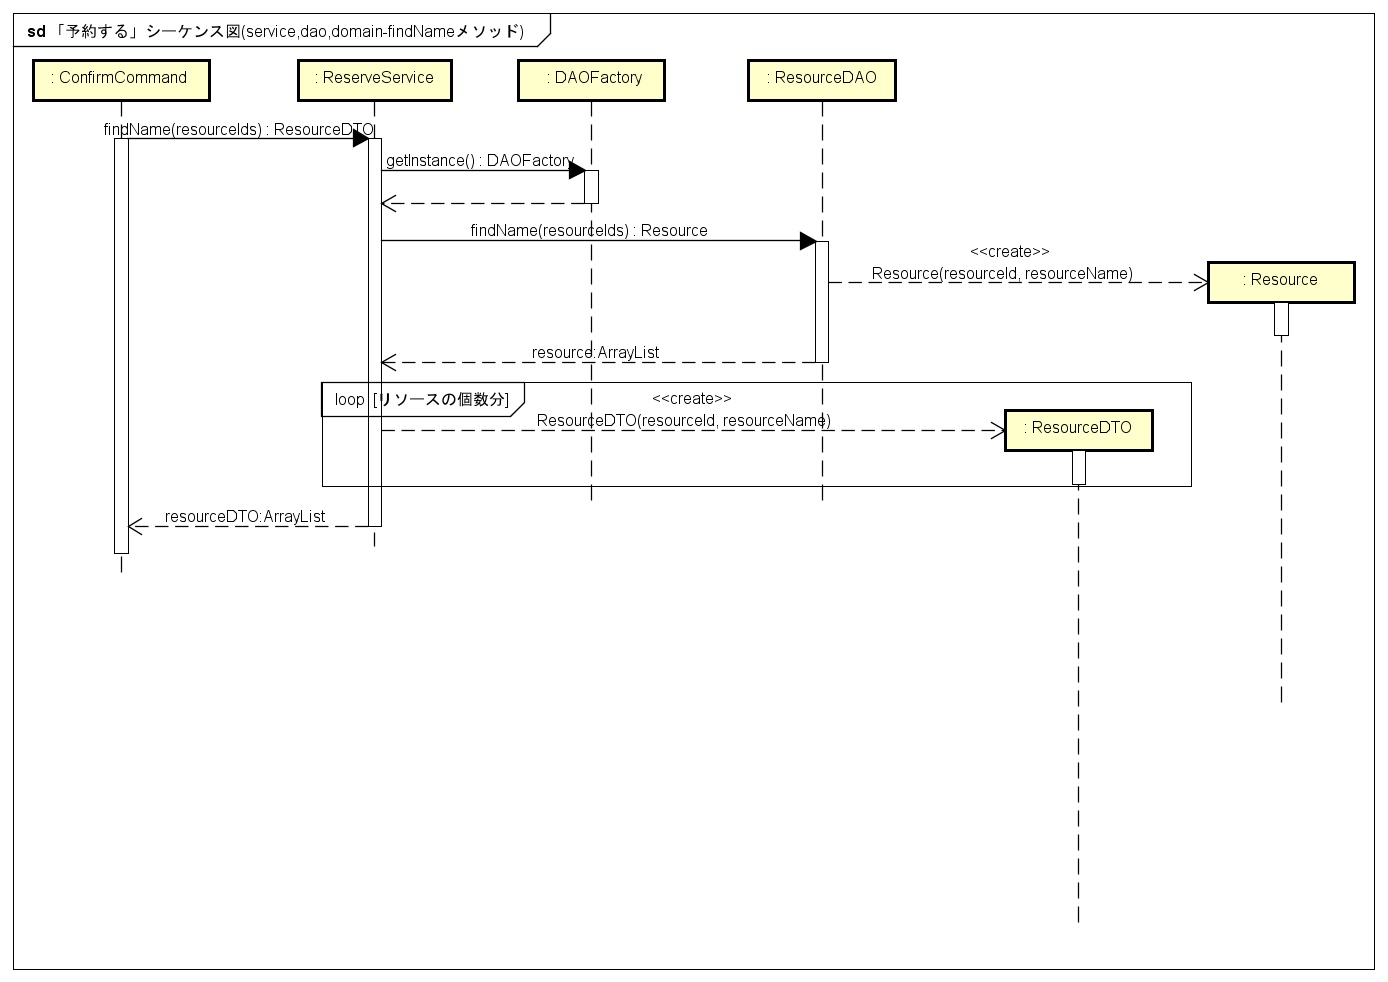 sd 「予約する」シーケンス図(service,dao,domain-findNameメソッド)
: ConfirmCommand
: ReserveService
: DAOFactory
: ResourceDAO
findName(resourceIds) : ResourceDTO
getInstance() : DAOFactory
findName(resourceIds) : Resource
<<create>>
Resource(resourceId, resourceName)
: Resource
resource:ArrayList
loop [リソースの個数分]
<<create>>
ResourceDTO(resourceId, resourceName)
: ResourceDTO
resourceDTO:ArrayList